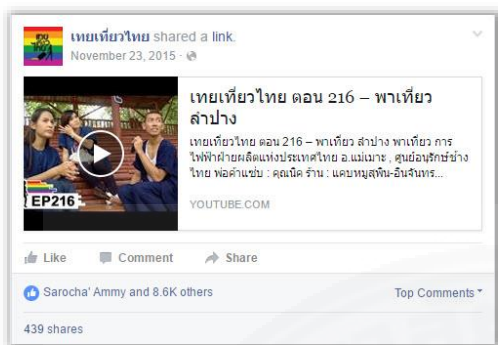 เทยเที่ยวไทย shared a link.
November 23, 2015
เทยเที่ยวไทย ตอน 216 – พาเที่ยว
ลำปาง
เทยเที่ยวไทย ตอน 216 – พาเที่ยว ลำปาง พาเที่ยว การ
ไฟฟ้าฝ่ายผลิตแห่งประเทศไทย อ.แม่เมาะ , ศูนย์อนุรักษ์ช้าง
ไทย พ่อค้าแซ่บ : คุณนิค ร้าน : แคบหมูสุพิน-อินจันทร...
EP216
YOUTUBE.COM
Like Comment Share
Sarocha' Ammy and 8.6K others Top Comments
439 shares